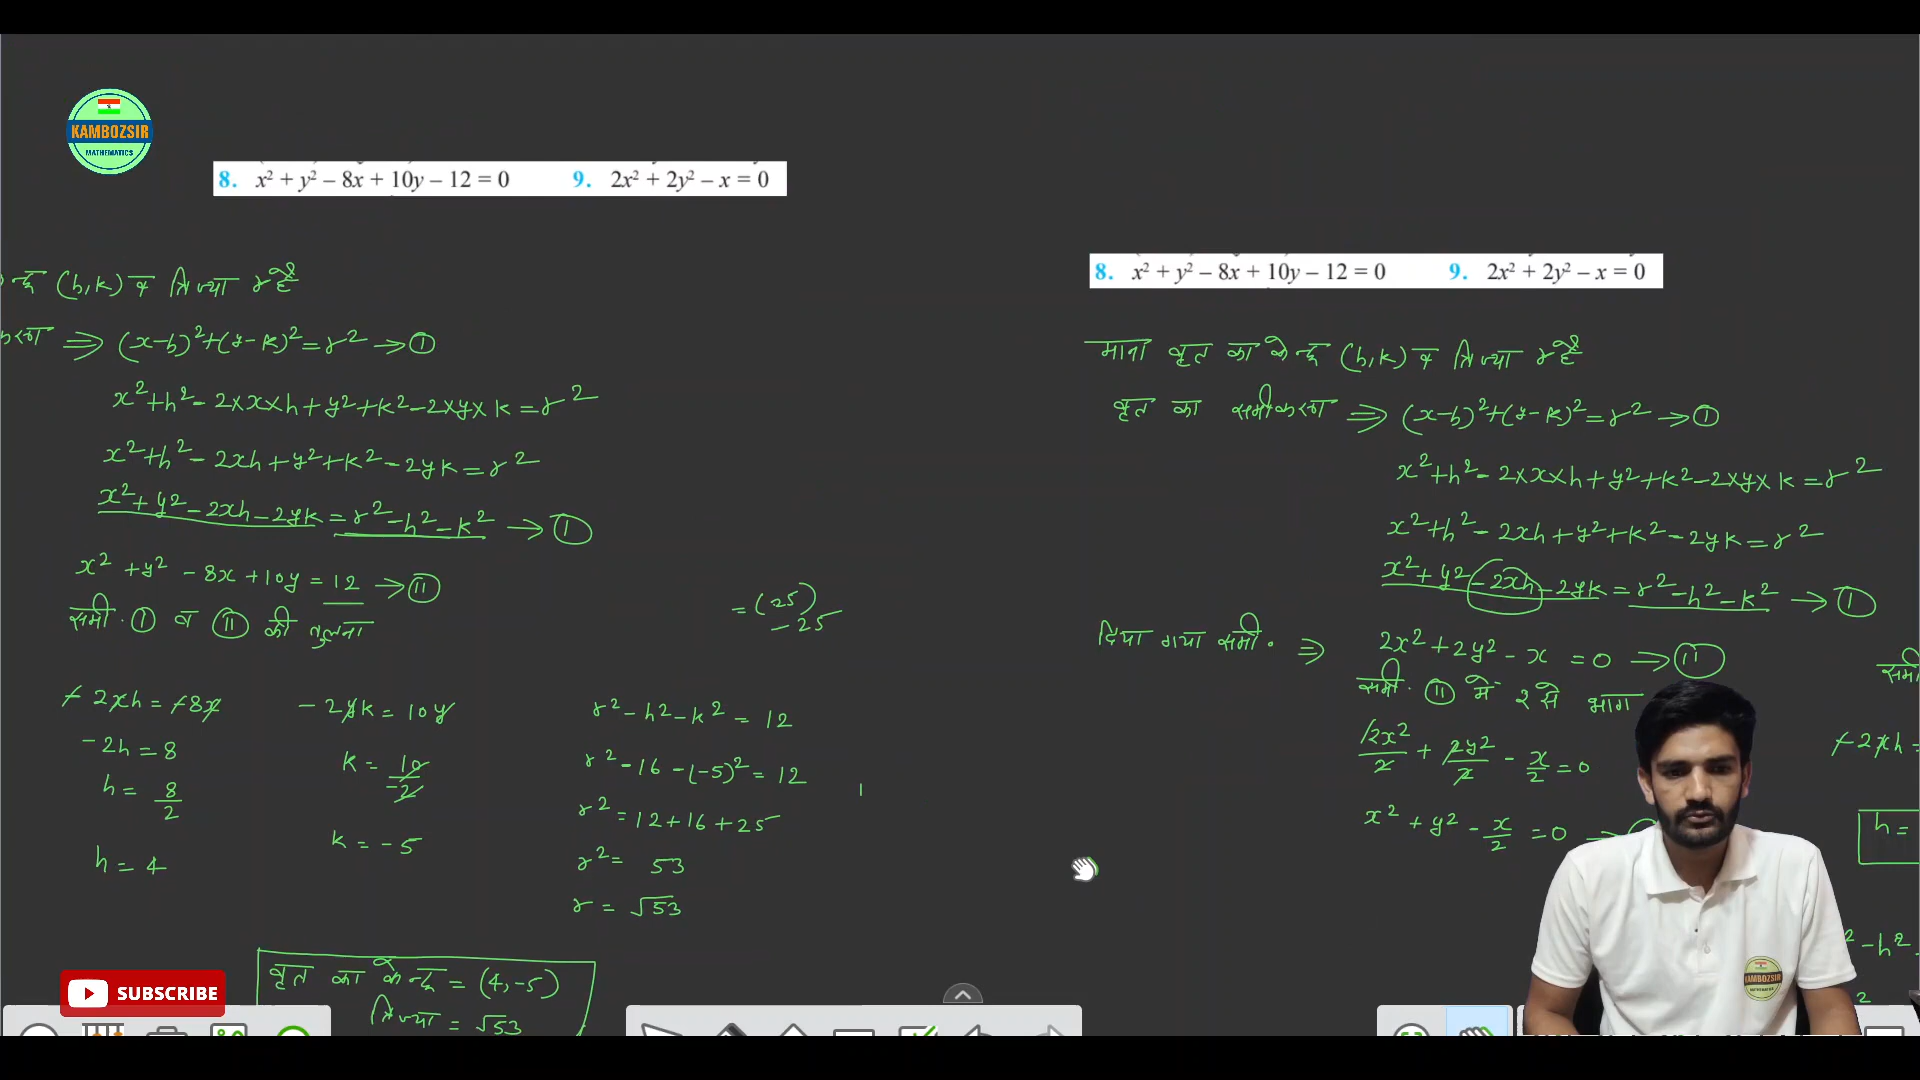 KAMBOZSIR
MATHEMATICS
8. x² + y² – 8x + 10y – 12 = 0 9. 2x² + 2y² – x = 0
(h,k) व त्रिज्या r है
⇒ (x-h)²+(y-k)²=r² → ①
x²+h²-2×x×h+y²+k²-2×y×k=r²
x²+h²-2xh+y²+k²-2yk=r²
x²+y²-2xh-2yk=r²-h²-k² → Ⓘ
x²+y²-8x+10y=12 → Ⓘⓘ
समी. Ⓘ व Ⓘⓘ की तुलना
=(25)
-25
-2xh=-8x
-2h=8
h=8/2
h=4
-2yk=10y
k=10/-2
k=-5
r²-h²-k²=12
r²-16-(-5)²=12
r²=12+16+25
r²=53
r=√53
वृत का केन्द्र=(4,-5)
त्रिज्या=√53
8. x² + y² – 8x + 10y – 12 = 0 9. 2x² + 2y² – x = 0
माना वृत का केन्द्र (h,k) व त्रिज्या r है
वृत का समीकरण ⇒ (x-h)²+(y-k)²=r² → ①
x²+h²-2×x×h+y²+k²-2×y×k=r²
x²+h²-2xh+y²+k²-2yk=r²
x²+y²-2xh-2yk=r²-h²-k² → Ⓘ
दिया गया समी. ⇒ 2x²+2y²-x=0 → Ⓘⓘ
समी. Ⓘⓘ में 2 से भाग
2x²/2+2y²/2-x/2=0
x²+y²-x/2=0 →
-2xh=
h=
-h²-
SUBSCRIBE
KAMBOZSIR